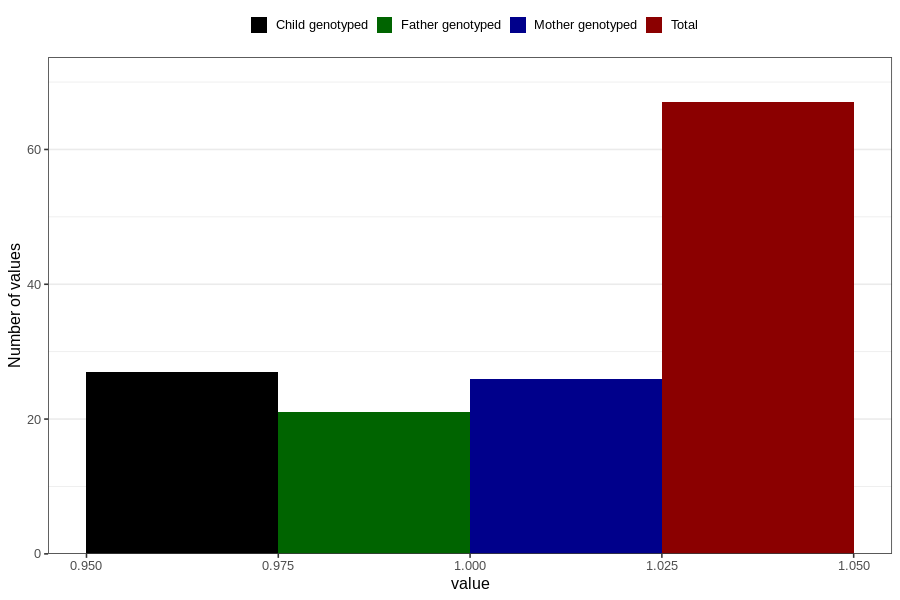 Child genotyped Father genotyped Mother genotyped Total
Number of values
60
40
20
0
0.950 0.975 1.000 1.025 1.050
value